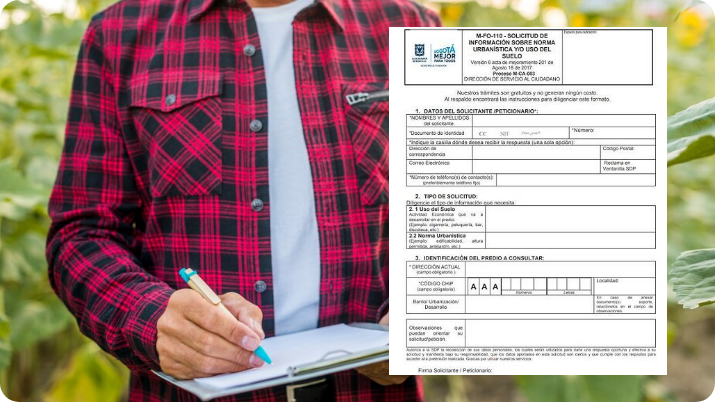 Espacio para radicación
M-FO-110 - SOLICITUD DE
INFORMACIÓN SOBRE NORMA
URBANÍSTICA Y/O USO DEL
SUELO
Versión 6 acta de mejoramiento 201 de
Agosto 16 de 2017
Proceso M-CA-003
DIRECCIÓN DE SERVICIO AL CIUDADANO
BOGOTÁ
MEJOR
PARA TODOS
Nuestros trámites son gratuitos y no generan ningún costo.
Al respaldo encontrará las instrucciones para diligenciar este formato.
1. DATOS DEL SOLICITANTE /PETICIONARIO*:
*NOMBRES Y APELLIDOS
del solicitante
*Documento de identidad
CC NIT
*Número:
*Indique la casilla dónde desea recibir la respuesta (una sola opción):
Dirección de
correspondencia
Código Postal:
Correo Electrónico
Reclama en
Ventanilla SDP
*Número de teléfono(s) de contacto(s):
(preferiblemente teléfono fijo)
2. TIPO DE SOLICITUD:
Diligencie el tipo de información que necesita
2. 1 Uso del Suelo
Actividad Económica que va a
desarrollar en el predio.
(Ejemplo: cigarrería, peluquería, bar,
discoteca, etc.)
2.2 Norma Urbanística
(Ejemplo: edificabilidad, altura
permitida, antejardín, etc.)
3. IDENTIFICACIÓN DEL PREDIO A CONSULTAR:
* DIRECCIÓN ACTUAL
(campo obligatorio)
*CÓDIGO CHIP
(campo obligatorio)
A A A
Números
Letras
Localidad:
Barrio/ Urbanización/
Desarrollo
En caso de anexar
documento(s) soporte,
relaciónelos en el campo de
observaciones
Observaciones que
puedan orientar su
solicitud/petición:
Firma Solicitante / Peticionario: